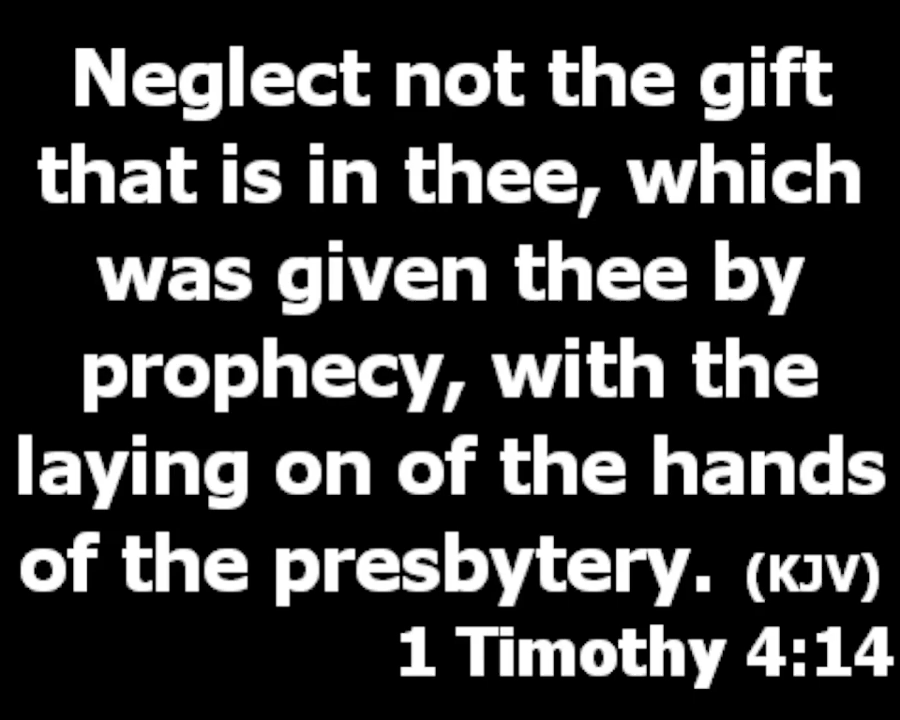 Neglect not the gift
that is in thee, which
was given thee by
prophecy, with the
laying on of the hands
of the presbytery. (KJV)
1 Timothy 4:14